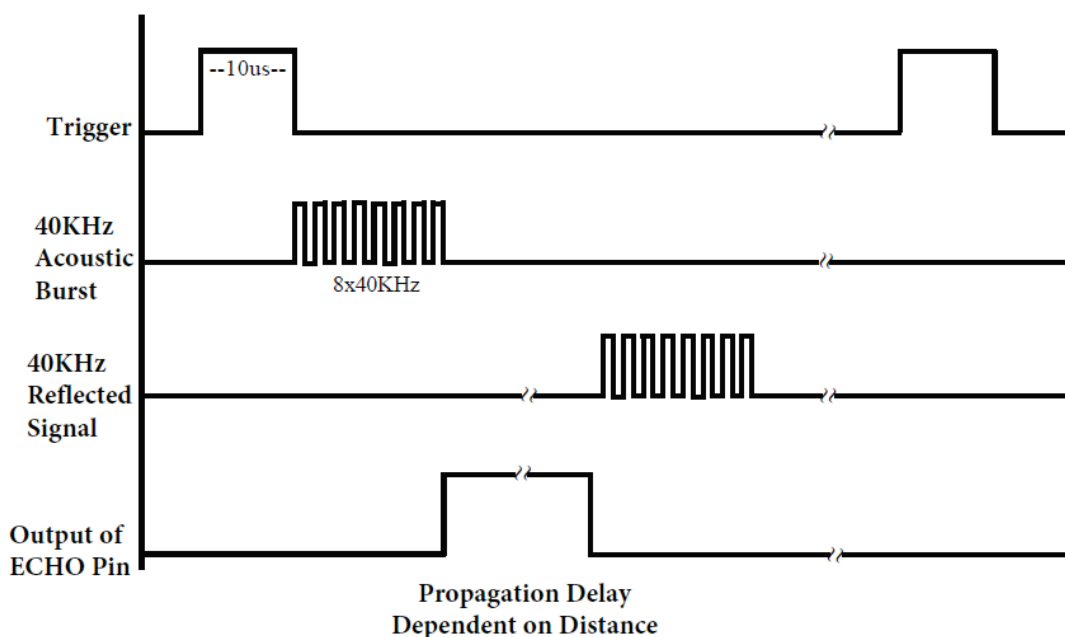 --10us--
Trigger
40KHz
Acoustic
Burst
8x40KHz
40KHz
Reflected
Signal
Output of
ECHO Pin
Propagation Delay
Dependent on Distance